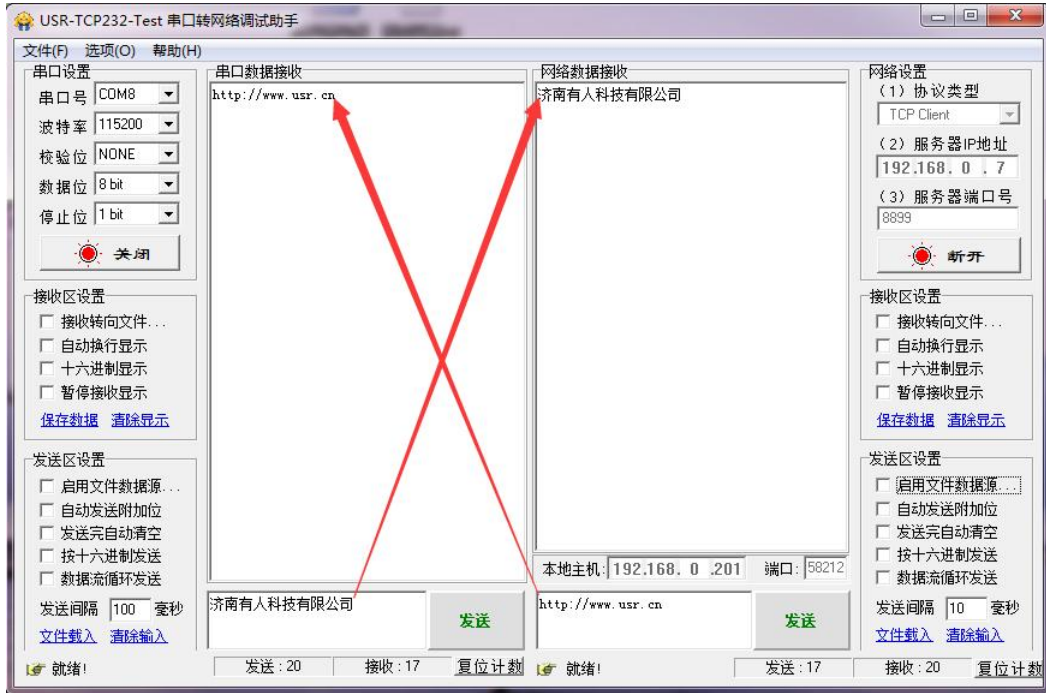 USR-TCP232-Test 串口转网络调试助手
文件(F) 选项(O) 帮助(H)
串口设置
串口号 COM8
波特率 115200
校验位 NONE
数据位 8 bit
停止位 1 bit
关闭
接收区设置
接收转向文件...
自动换行显示
十六进制显示
暂停接收显示
保存数据 清除显示
发送区设置
启用文件数据源...
自动发送附加位
发送完自动清空
按十六进制发送
数据流循环发送
发送间隔 100 毫秒
文件载入 清除输入
就绪!
串口数据接收
http://www.usr.cn
济南有人科技有限公司
发送
发送:20 接收:17 复位计数
网络数据接收
济南有人科技有限公司
本地主机: 192.168. 0 .201 端口: 58212
http://www.usr.cn
发送
就绪! 发送:17 接收:20 复位计数
网络设置
(1) 协议类型
TCP Client
(2) 服务器IP地址
192.168. 0 . 7
(3) 服务器端口号
8899
断开
接收区设置
接收转向文件...
自动换行显示
十六进制显示
暂停接收显示
保存数据 清除显示
发送区设置
启用文件数据源...
自动发送附加位
发送完自动清空
按十六进制发送
数据流循环发送
发送间隔 10 毫秒
文件载入 清除输入